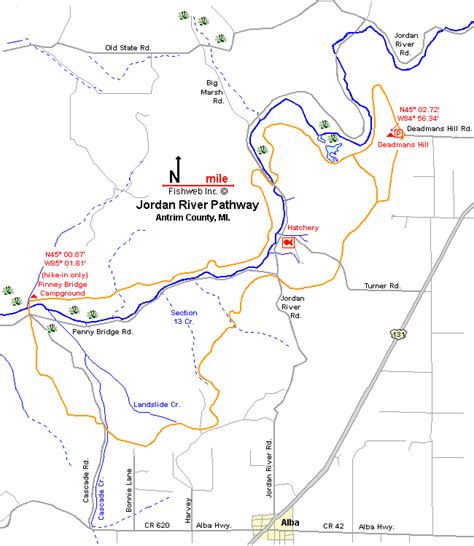 Old State Rd.
Jordan
River
Rd.
Big
Marsh
Rd.
N45° 02.72'
W84° 56.34'
Deadmans Hill Rd.
P
Deadmans Hill
N
mile
Fishweb Inc. ©
Jordan River Pathway
Antrim County, MI.
Hatchery
N45° 00.87'
W85° 01.81'
(hike-in only)
Pinney Bridge
Campground
Turner Rd.
Jordan
River
Rd.
Section
13 Cr.
131
Penny Bridge Rd.
Landslide Cr.
Cascade Rd.
Cascade Cr.
Bonnie Lane
Harvey
Jordan River Rd.
CR 620
Alba Hwy.
Alba
CR 42
Alba Hwy.